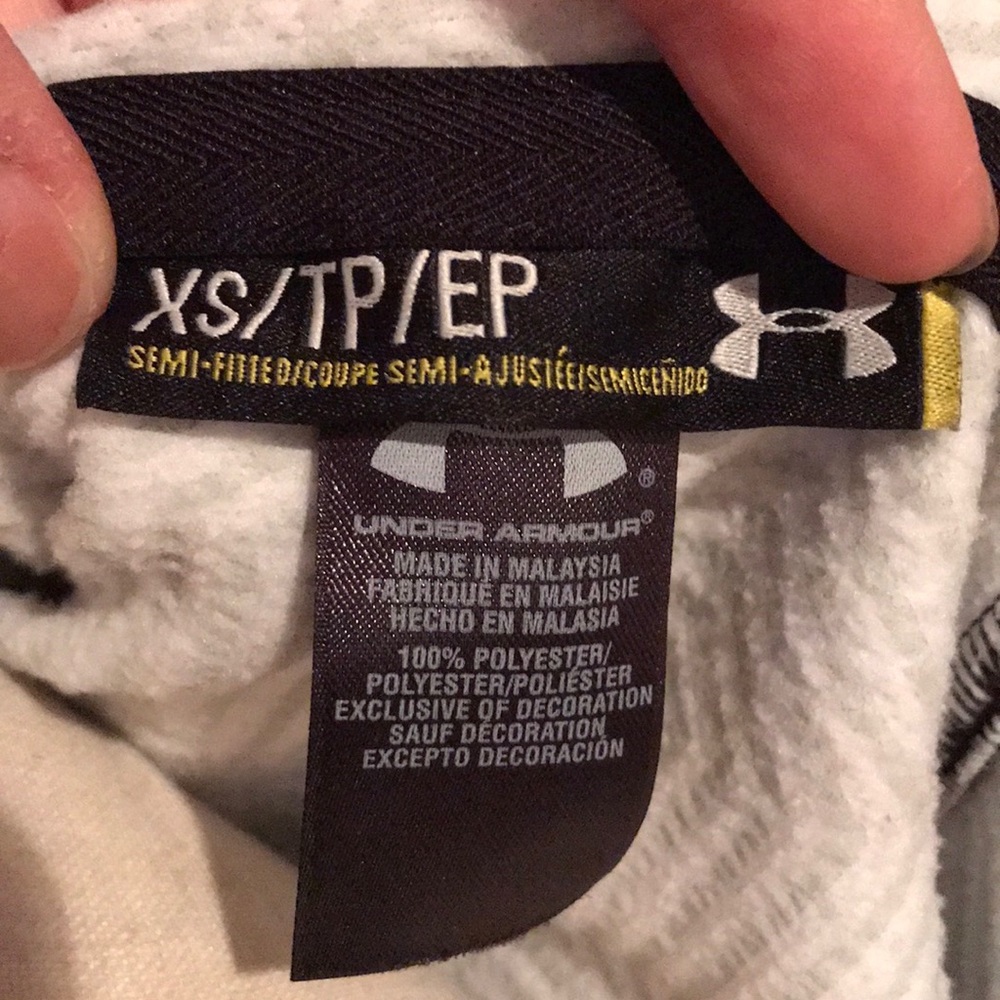 XS/TP/EP
SEMI-FITTED/COUPE SEMI-AJUSTÉE/SEMICEÑIDO
®
UNDER ARMOUR®
MADE IN MALAYSIA
FABRIQUÉ EN MALAISIE
HECHO EN MALASIA
100% POLYESTER/
POLYESTER/POLIÉSTER
EXCLUSIVE OF DECORATION
SAUF DÉCORATION
EXCEPTO DECORACIÓN